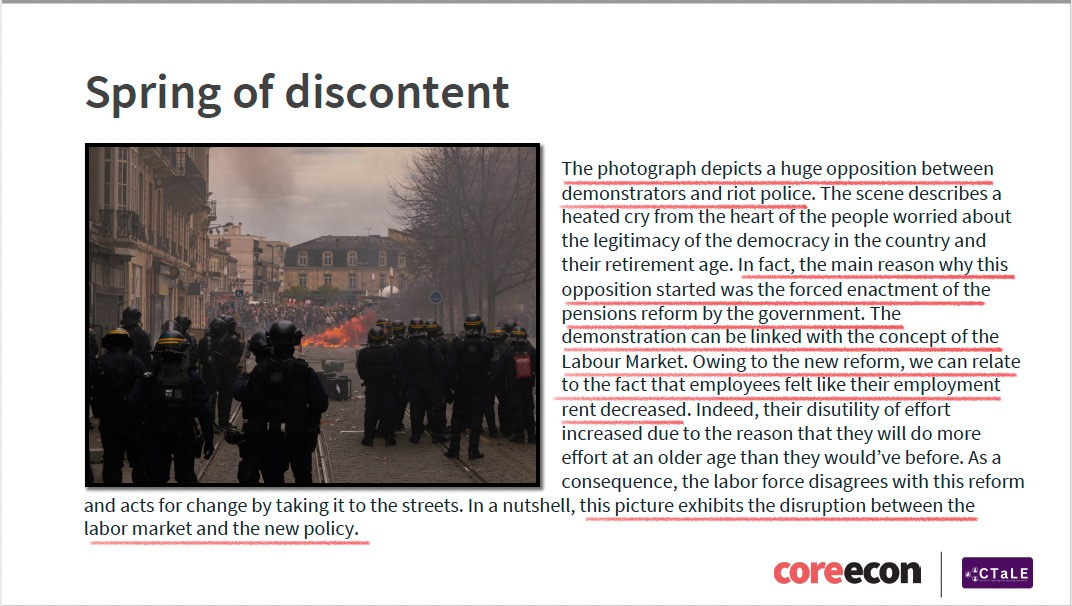 Spring of discontent
The photograph depicts a huge opposition between
demonstrators and riot police. The scene describes a
heated cry from the heart of the people worried about
the legitimacy of the democracy in the country and
their retirement age. In fact, the main reason why this
opposition started was the forced enactment of the
pensions reform by the government. The
demonstration can be linked with the concept of the
Labour Market. Owing to the new reform, we can relate
to the fact that employees felt like their employment
rent decreased. Indeed, their disutility of effort
increased due to the reason that they will do more
effort at an older age than they would’ve before. As a
consequence, the labor force disagrees with this reform
and acts for change by taking it to the streets. In a nutshell, this picture exhibits the disruption between the
labor market and the new policy.
coreecon
CTaLE